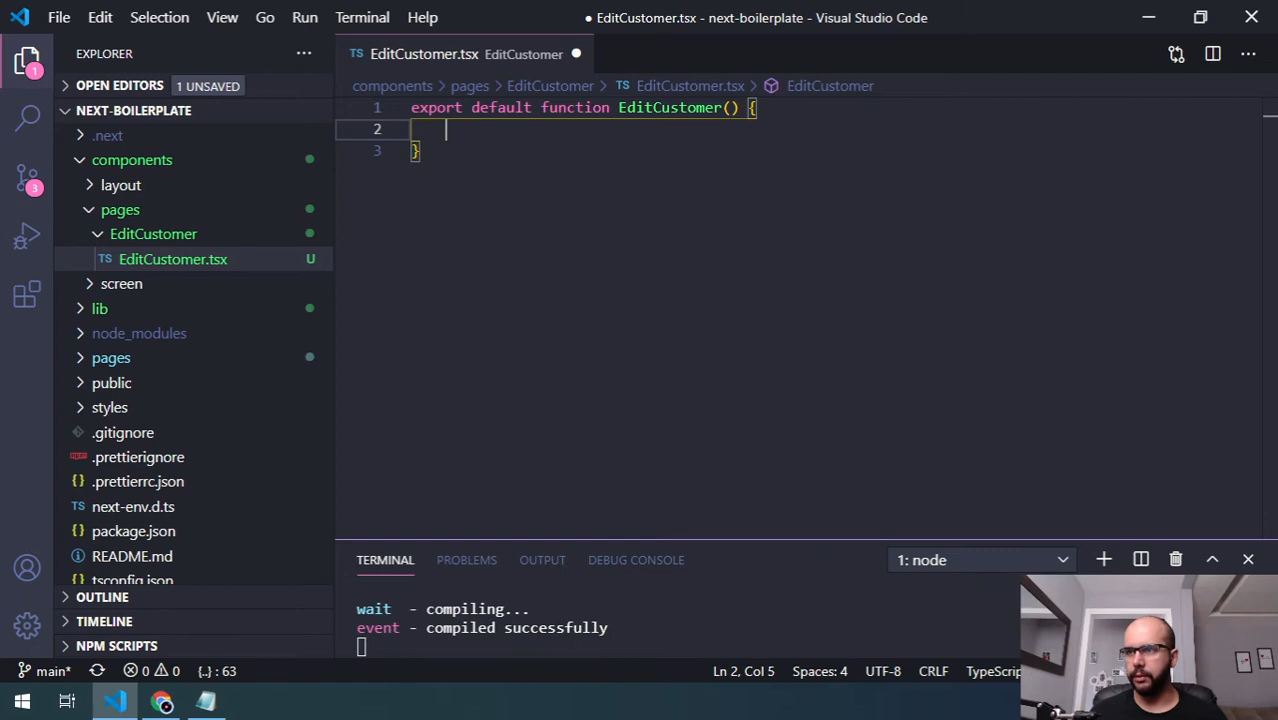 File Edit Selection View Go Run Terminal Help
● EditCustomer.tsx - next-boilerplate - Visual Studio Code
EXPLORER ···
TS EditCustomer.tsx EditCustomer ●
OPEN EDITORS 1 UNSAVED
components > pages > EditCustomer > TS EditCustomer.tsx > EditCustomer
NEXT-BOILERPLATE
.next
components
layout
pages
EditCustomer
TS EditCustomer.tsx U
screen
lib
node_modules
pages
public
styles
.gitignore
.prettierignore
{} .prettierrc.json
TS next-env.d.ts
{} package.json
README.md
{} tsconfig.json
OUTLINE
TIMELINE
NPM SCRIPTS
1
3
1 export default function EditCustomer() {
2
3 }
TERMINAL PROBLEMS OUTPUT DEBUG CONSOLE 1: node
wait - compiling...
event - compiled successfully
main* 0 0 {..} : 63 Ln 2, Col 5 Spaces: 4 UTF-8 CRLF